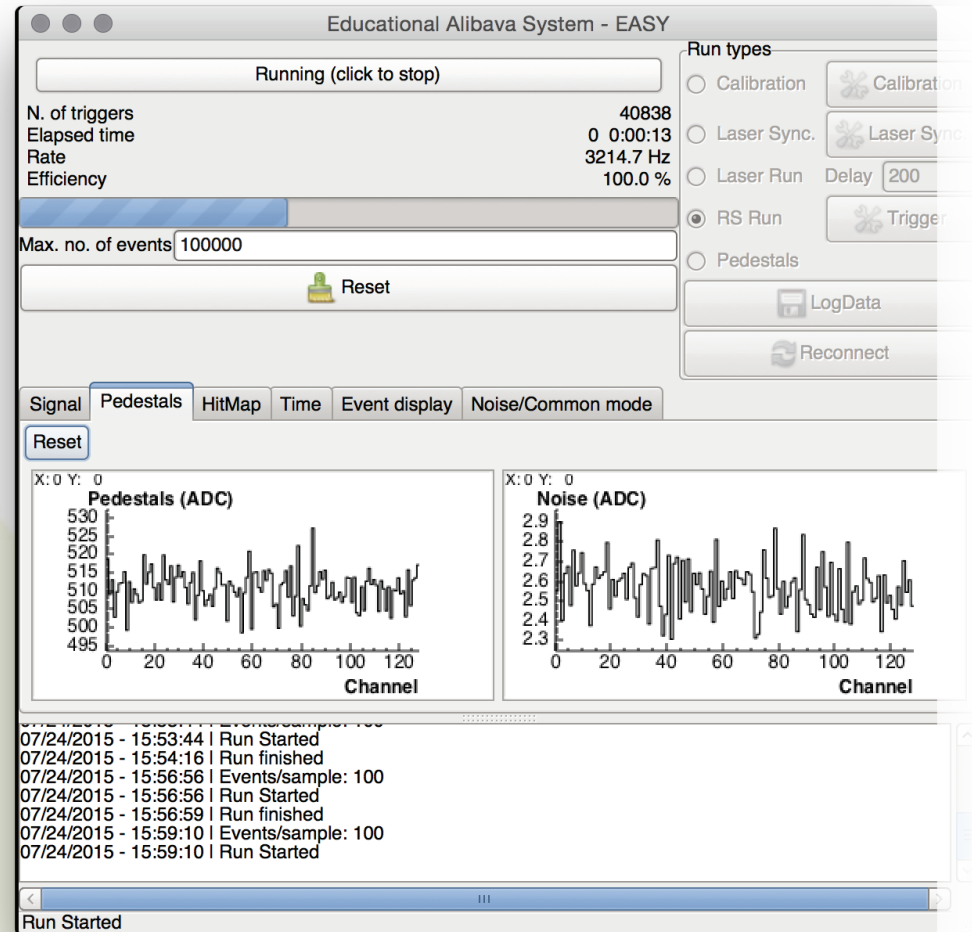 Educational Alibava System - EASY
Running (click to stop)
N. of triggers 40838
Elapsed time 0 0:00:13
Rate 3214.7 Hz
Efficiency 100.0 %
Max. no. of events 100000
Reset
Run types
Calibration Calibration
Laser Sync. Laser Sync.
Laser Run Delay 200
RS Run Trigger
Pedestals
LogData
Reconnect
Signal Pedestals HitMap Time Event display Noise/Common mode
Reset
X: 0 Y: 0
Pedestals (ADC)
530
525
520
515
510
505
500
495
0 20 40 60 80 100 120
Channel
X: 0 Y: 0
Noise (ADC)
2.9
2.8
2.7
2.6
2.5
2.4
2.3
0 20 40 60 80 100 120
Channel
07/24/2015 - 15:53:44 | Run Started
07/24/2015 - 15:54:16 | Run finished
07/24/2015 - 15:56:56 | Events/sample: 100
07/24/2015 - 15:56:56 | Run Started
07/24/2015 - 15:56:59 | Run finished
07/24/2015 - 15:59:10 | Events/sample: 100
07/24/2015 - 15:59:10 | Run Started
Run Started